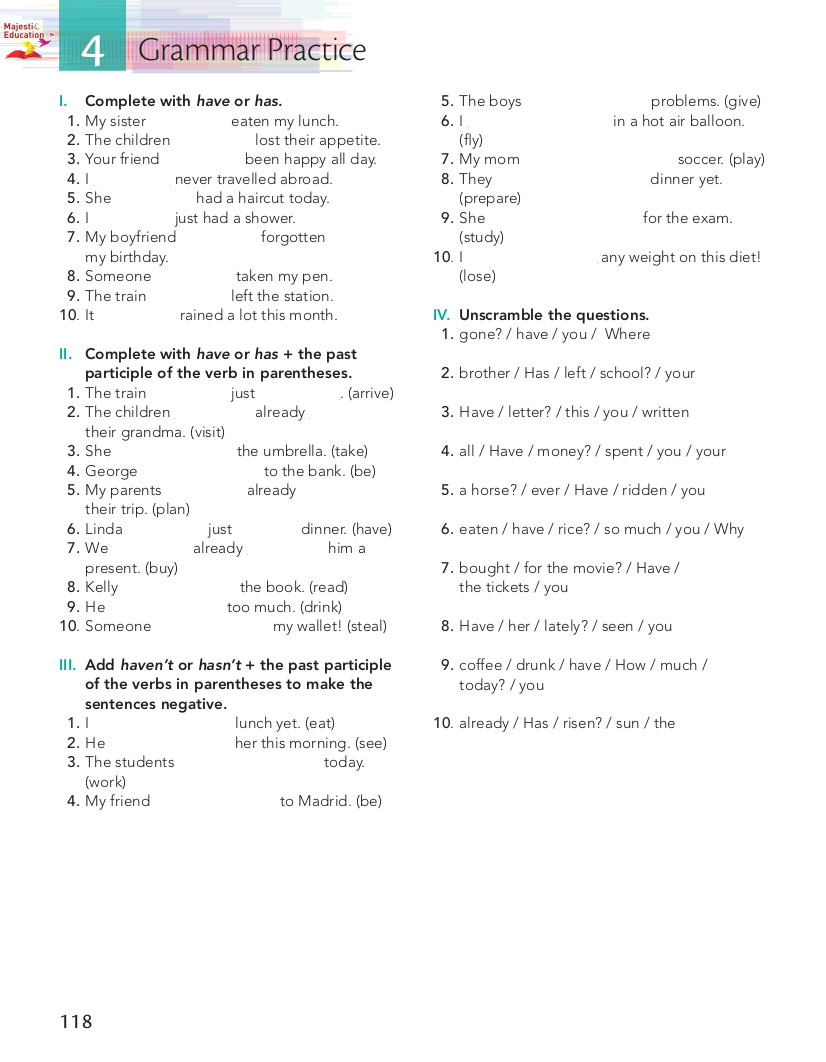 Majestic
Education
4 Grammar Practice
I. Complete with have or has.
1. My sister eaten my lunch.
2. The children lost their appetite.
3. Your friend been happy all day.
4. I never travelled abroad.
5. She had a haircut today.
6. I just had a shower.
7. My boyfriend forgotten
my birthday.
8. Someone taken my pen.
9. The train left the station.
10. It rained a lot this month.
II. Complete with have or has + the past
participle of the verb in parentheses.
1. The train just . (arrive)
2. The children already
their grandma. (visit)
3. She the umbrella. (take)
4. George to the bank. (be)
5. My parents already
their trip. (plan)
6. Linda just dinner. (have)
7. We already him a
present. (buy)
8. Kelly the book. (read)
9. He too much. (drink)
10. Someone my wallet! (steal)
III. Add haven't or hasn't + the past participle
of the verbs in parentheses to make the
sentences negative.
1. I lunch yet. (eat)
2. He her this morning. (see)
3. The students today.
(work)
4. My friend to Madrid. (be)
5. The boys problems. (give)
6. I in a hot air balloon.
(fly)
7. My mom soccer. (play)
8. They dinner yet.
(prepare)
9. She for the exam.
(study)
10. I any weight on this diet!
(lose)
IV. Unscramble the questions.
1. gone? / have / you / Where
2. brother / Has / left / school? / your
3. Have / letter? / this / you / written
4. all / Have / money? / spent / you / your
5. a horse? / ever / Have / ridden / you
6. eaten / have / rice? / so much / you / Why
7. bought / for the movie? / Have /
the tickets / you
8. Have / her / lately? / seen / you
9. coffee / drunk / have / How / much /
today? / you
10. already / Has / risen? / sun / the
118